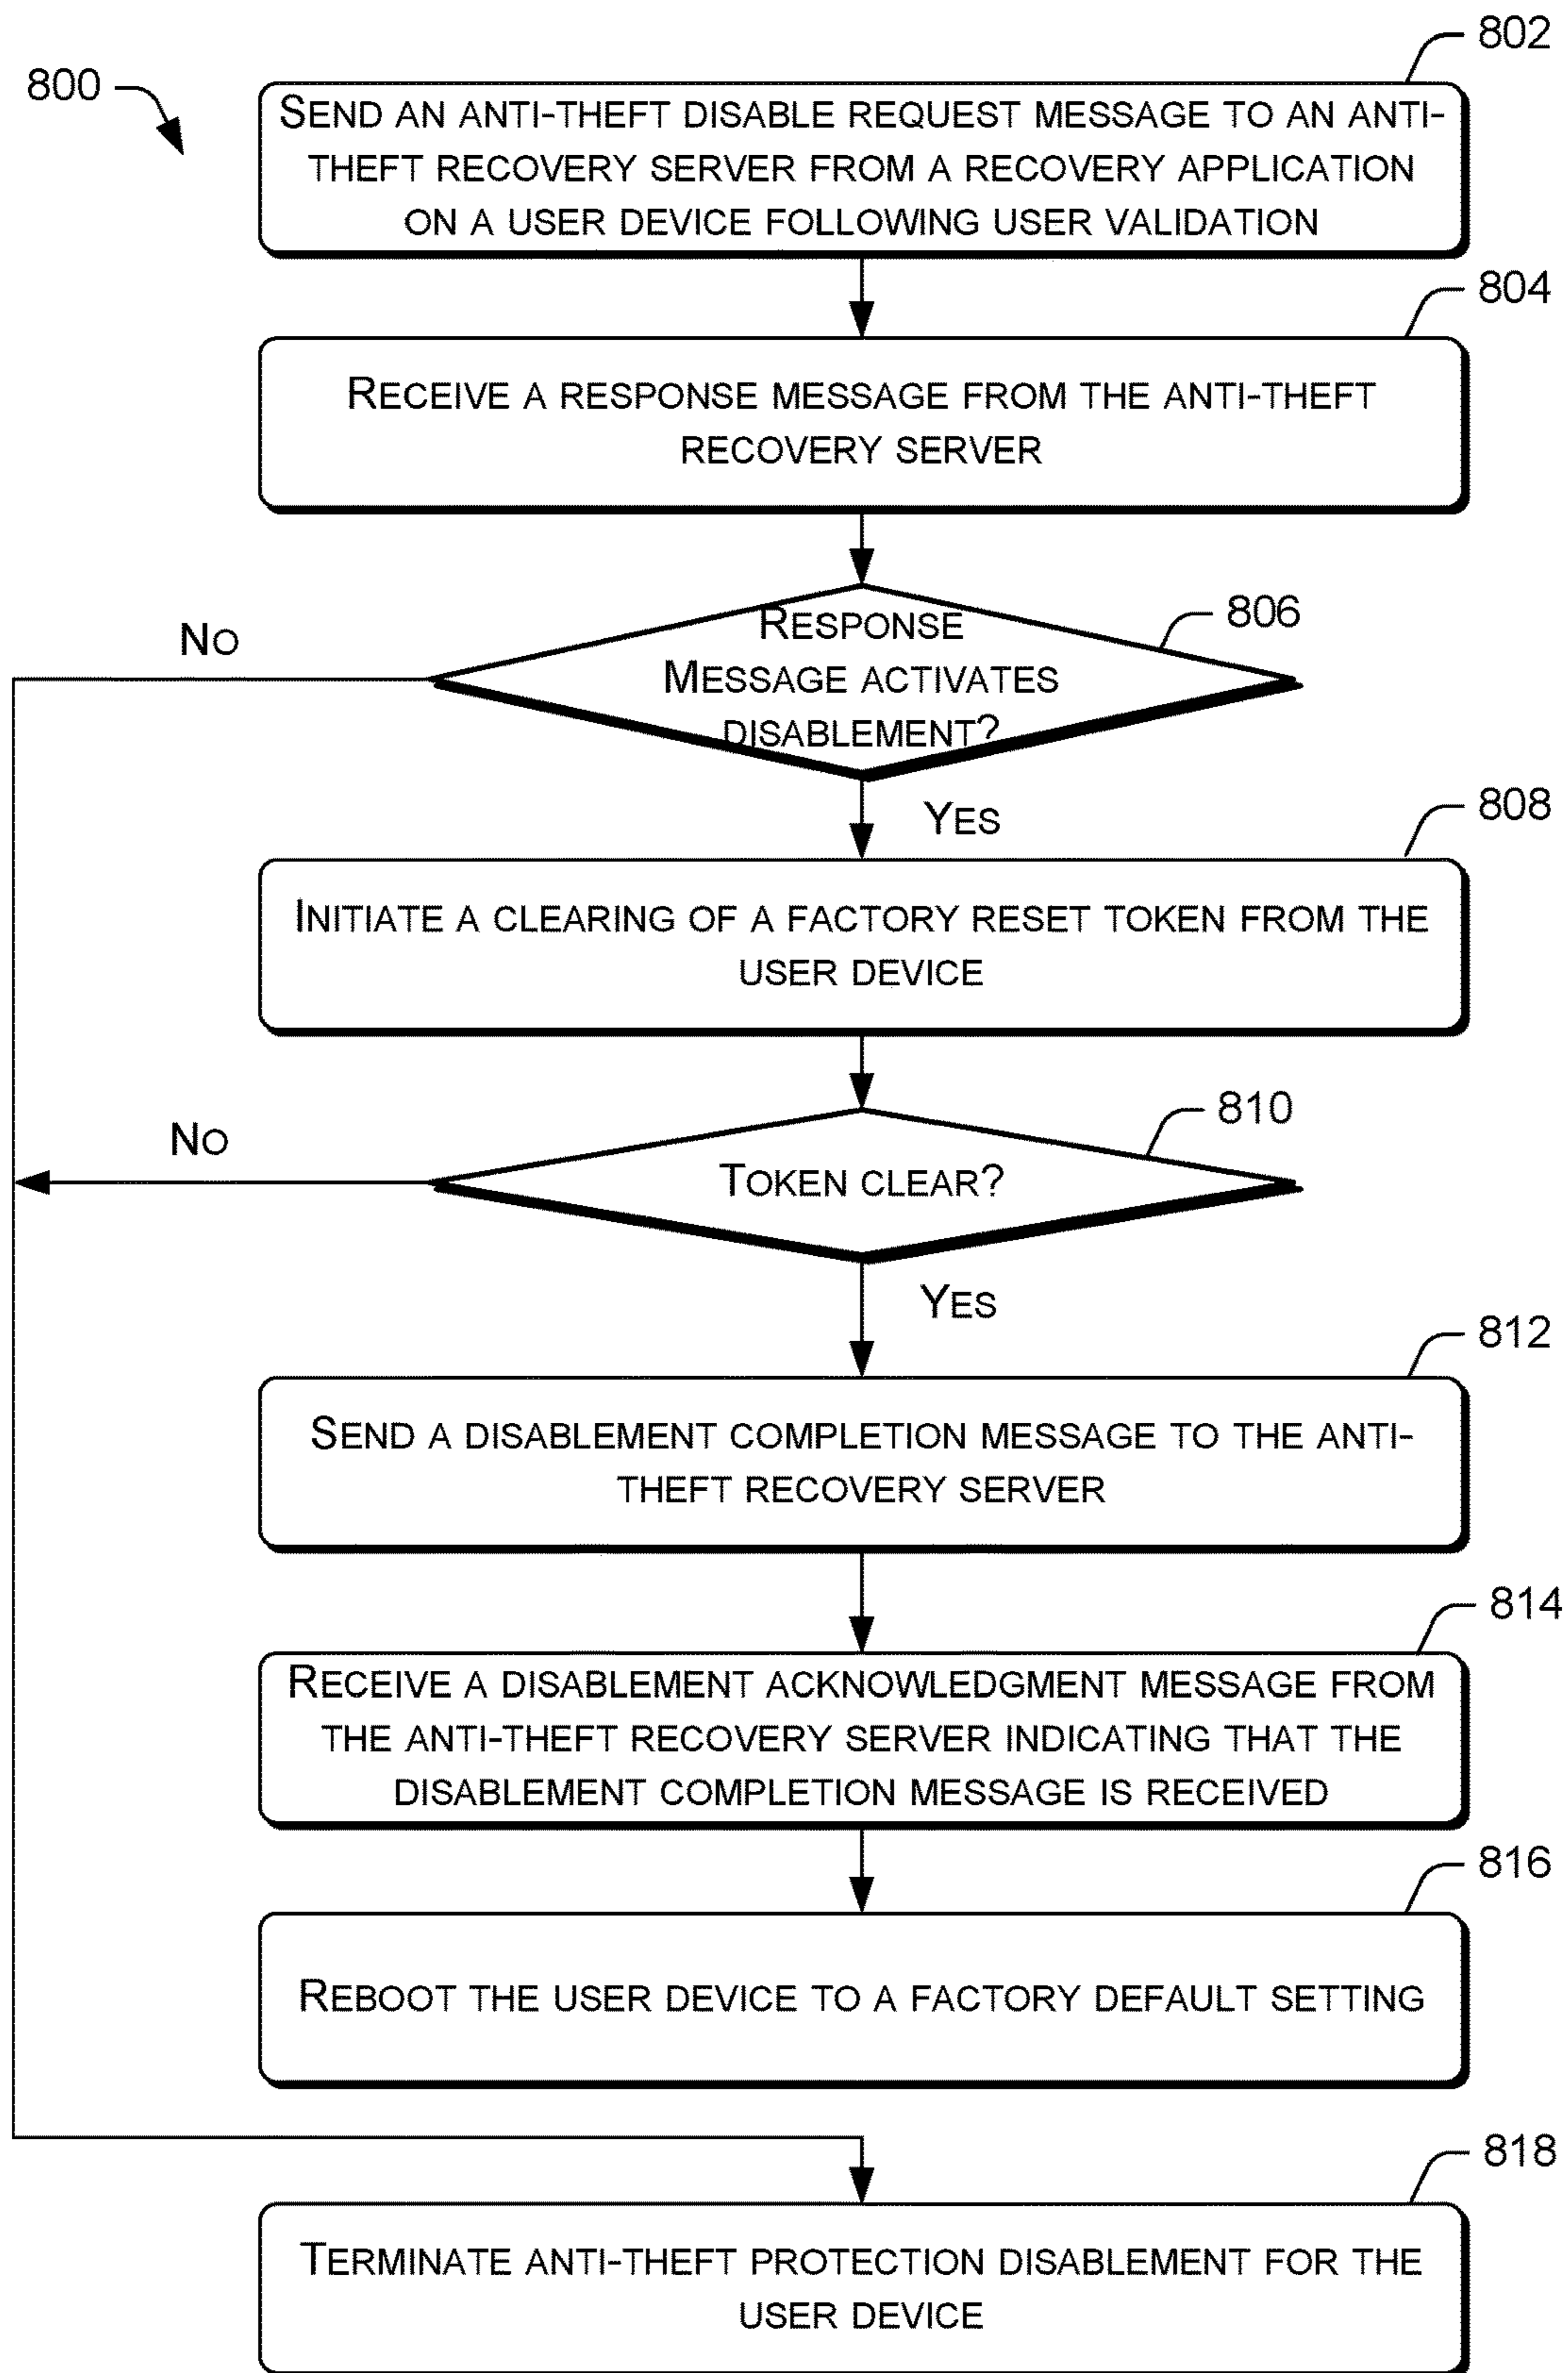 802
800
SEND AN ANTI-THEFT DISABLE REQUEST MESSAGE TO AN ANTI-
THEFT RECOVERY SERVER FROM A RECOVERY APPLICATION
ON A USER DEVICE FOLLOWING USER VALIDATION
804
RECEIVE A RESPONSE MESSAGE FROM THE ANTI-THEFT
RECOVERY SERVER
806
NO
RESPONSE
MESSAGE ACTIVATES
DISABLEMENT?
YES
808
INITIATE A CLEARING OF A FACTORY RESET TOKEN FROM THE
USER DEVICE
810
NO
TOKEN CLEAR?
YES
812
SEND A DISABLEMENT COMPLETION MESSAGE TO THE ANTI-
THEFT RECOVERY SERVER
814
RECEIVE A DISABLEMENT ACKNOWLEDGMENT MESSAGE FROM
THE ANTI-THEFT RECOVERY SERVER INDICATING THAT THE
DISABLEMENT COMPLETION MESSAGE IS RECEIVED
816
REBOOT THE USER DEVICE TO A FACTORY DEFAULT SETTING
818
TERMINATE ANTI-THEFT PROTECTION DISABLEMENT FOR THE
USER DEVICE